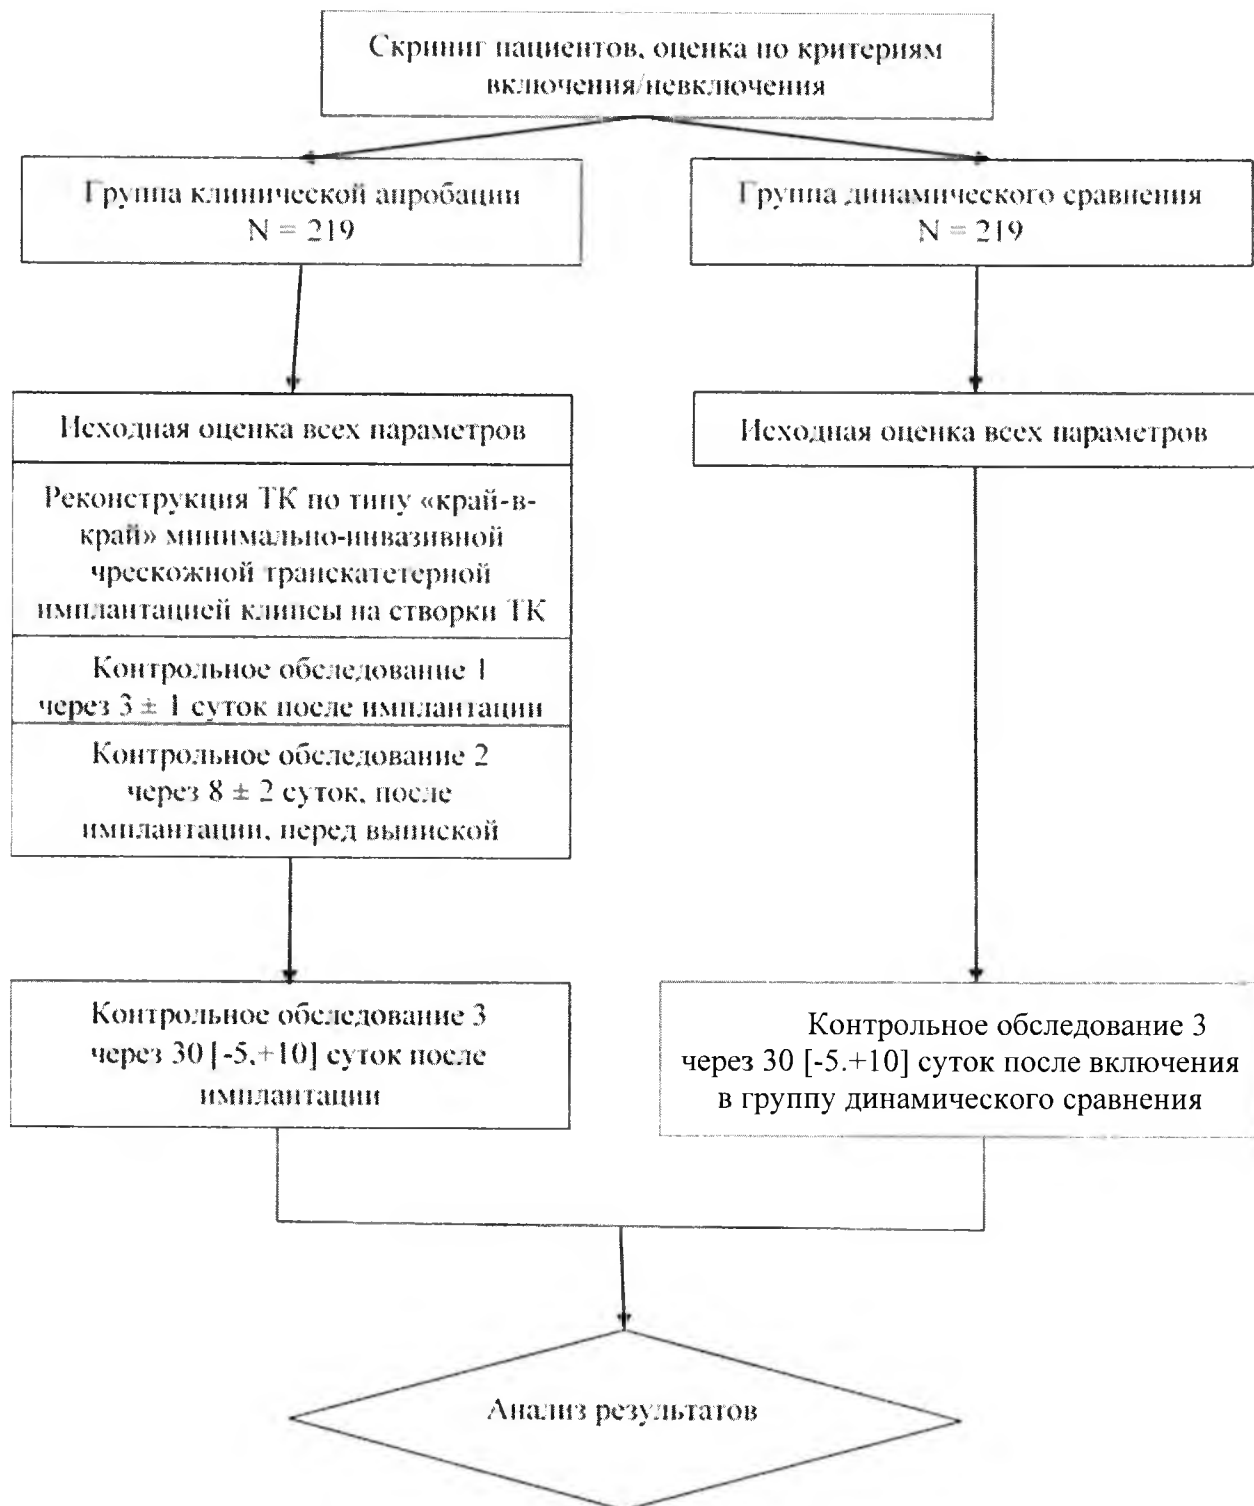 Скриниг пациентов, оценка по критериям
включения/невключения
Группа клинической апробации
N = 219
Группа динамического сравнения
N = 219
Исходная оценка всех параметров
Реконструкция ТК по типу «край-в-
край» минимально-инвазивной
чрескожной транскатетерной
имплантацией клипсы на створки ТК
Контрольное обследование 1
через 3 ± 1 суток после имплантации
Контрольное обследование 2
через 8 ± 2 суток, после
имплантации, перед выпиской
Исходная оценка всех параметров
Контрольное обследование 3
через 30 [-5,+10] суток после
имплантации
Контрольное обследование 3
через 30 [-5.+10] суток после включения
в группу динамического сравнения
Анализ результатов